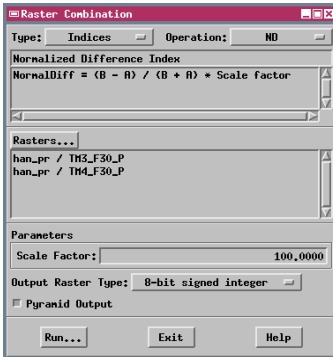 Raster Combination
Type: Indices Operation: ND
Normalized Difference Index
NormalDiff = (B - A) / (B + A) * Scale factor
Rasters...
han_pr / TM3_F30_P
han_pr / TM4_F30_P
Parameters
Scale Factor: 100.0000
Output Raster Type: 8-bit signed integer
Pyramid Output
Run... Exit Help